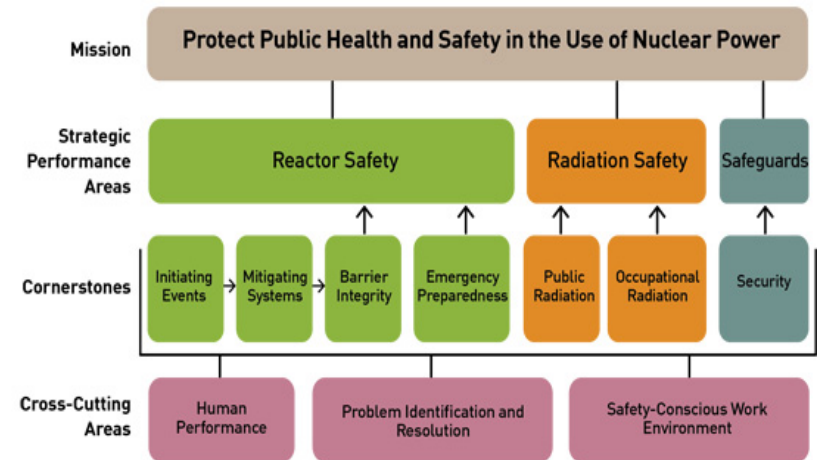 Mission
Protect Public Health and Safety in the Use of Nuclear Power
Strategic
Performance
Areas
Reactor Safety
Radiation Safety
Safeguards
Cornerstones
Initiating
Events
Mitigating
Systems
Barrier
Integrity
Emergency
Preparedness
Public
Radiation
Occupational
Radiation
Security
Cross-Cutting
Areas
Human
Performance
Problem Identification and
Resolution
Safety-Conscious Work
Environment